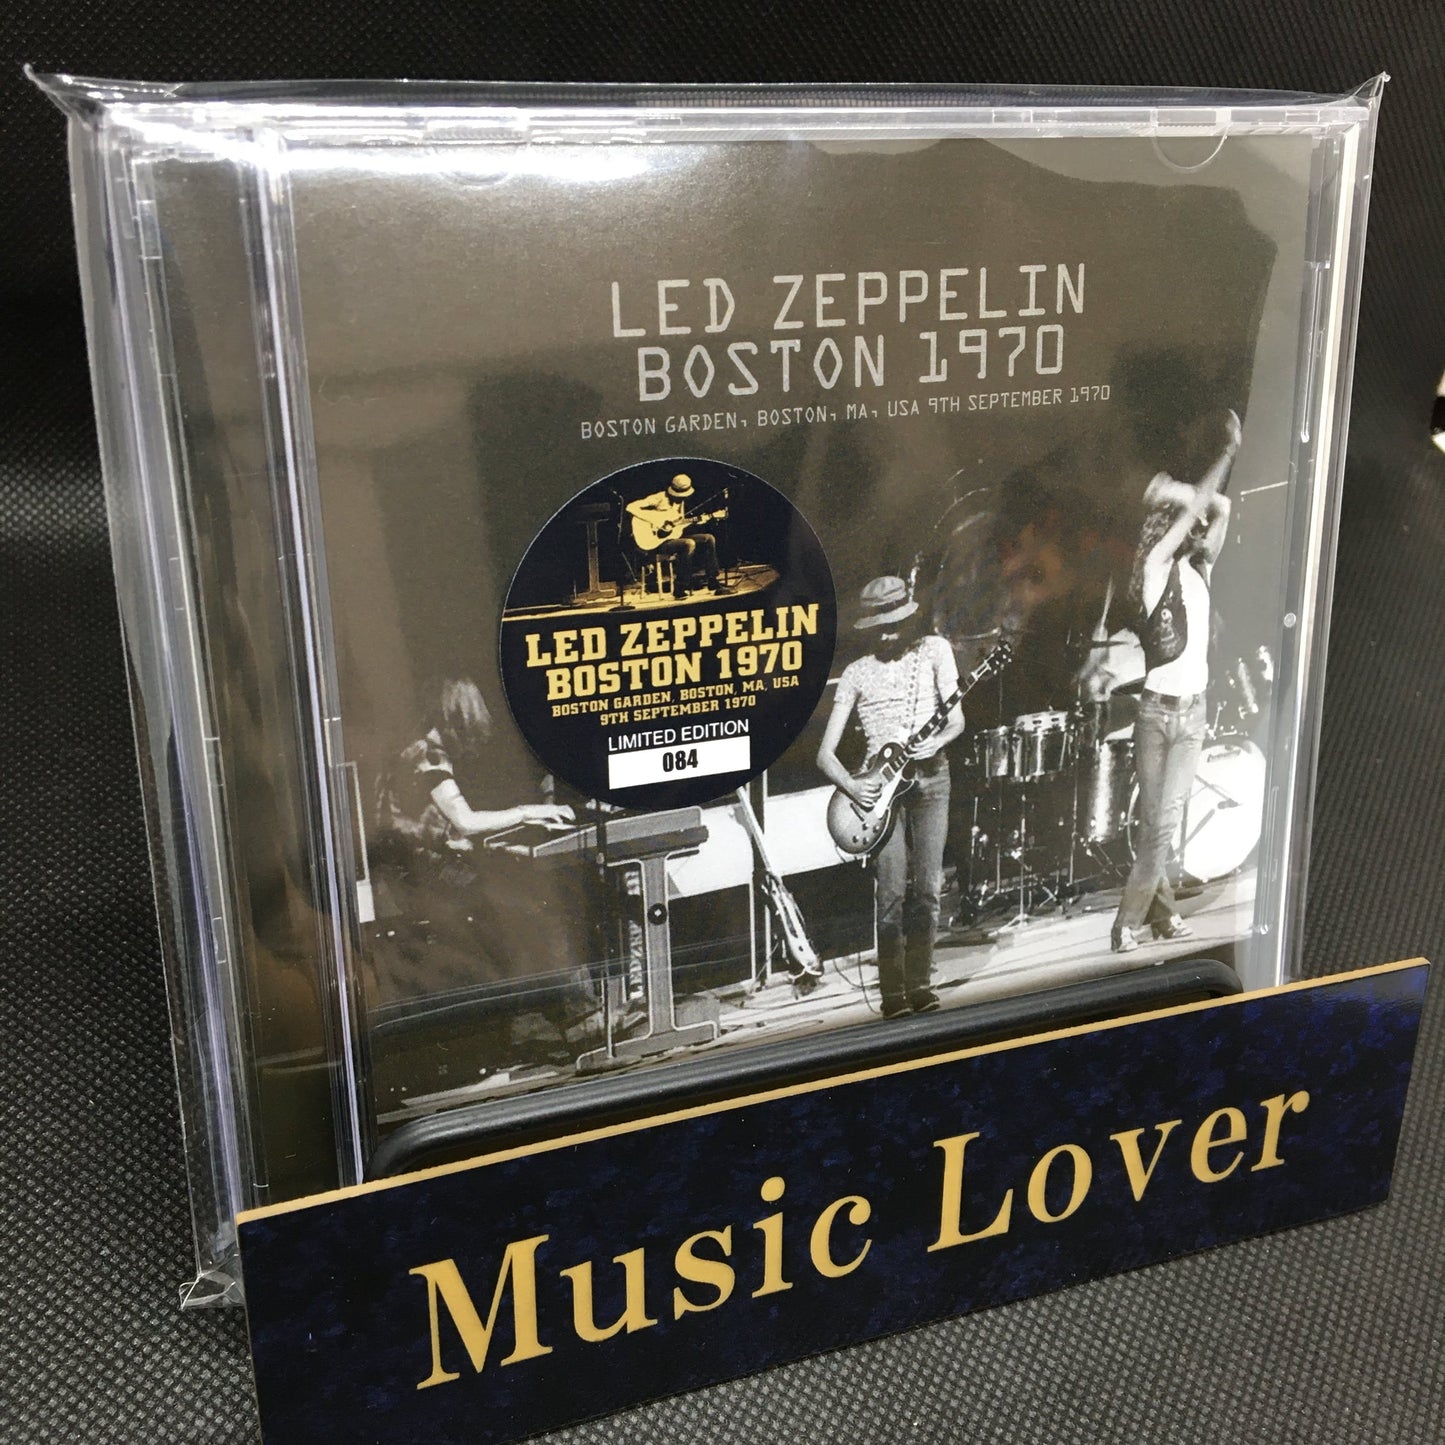 LED ZEPPELIN
BOSTON 1970
BOSTON GARDEN, BOSTON, MA, USA 9TH SEPTEMBER 1970
LED ZEPPELIN
BOSTON 1970
BOSTON GARDEN, BOSTON, MA, USA
9TH SEPTEMBER 1970
LIMITED EDITION
084
Music Lover